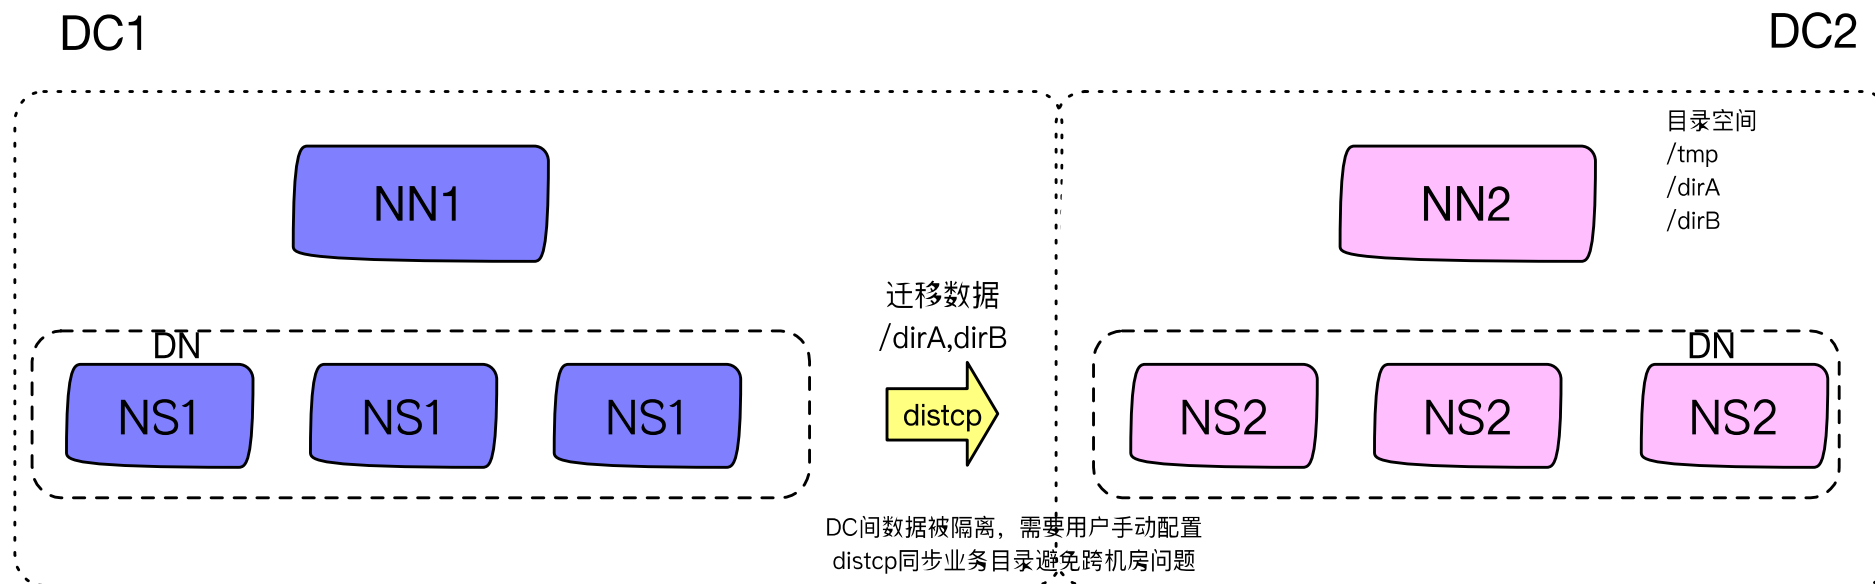 DC1
DC2
NN1
NN2
目录空间
/tmp
/dirA
/dirB
迁移数据
/dirA,dirB
distcp
DN
NS1
NS1
NS1
DN
NS2
NS2
NS2
DC间数据被隔离，需要用户手动配置
distcp同步业务目录避免跨机房问题